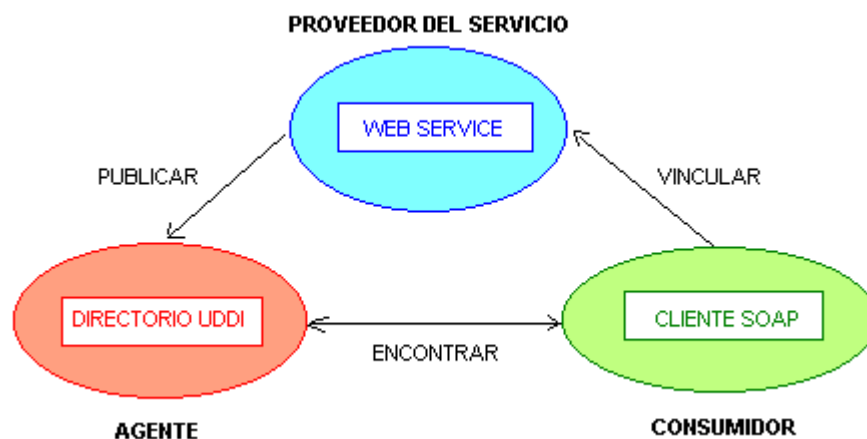 PROVEEDOR DEL SERVICIO
WEB SERVICE
PUBLICAR
VINCULAR
DIRECTORIO UDDI
CLIENTE SOAP
ENCONTRAR
AGENTE
CONSUMIDOR